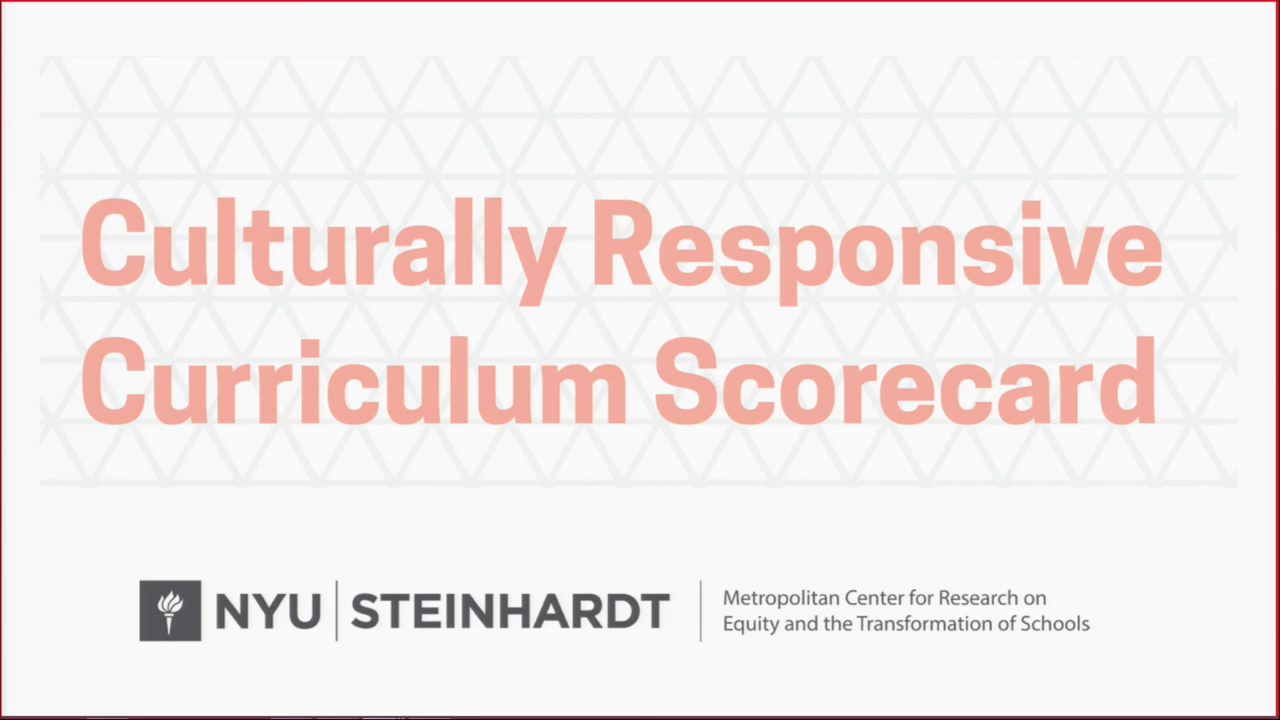 Culturally Responsive
Curriculum Scorecard
NYU STEINHARDT
Metropolitan Center for Research on
Equity and the Transformation of Schools